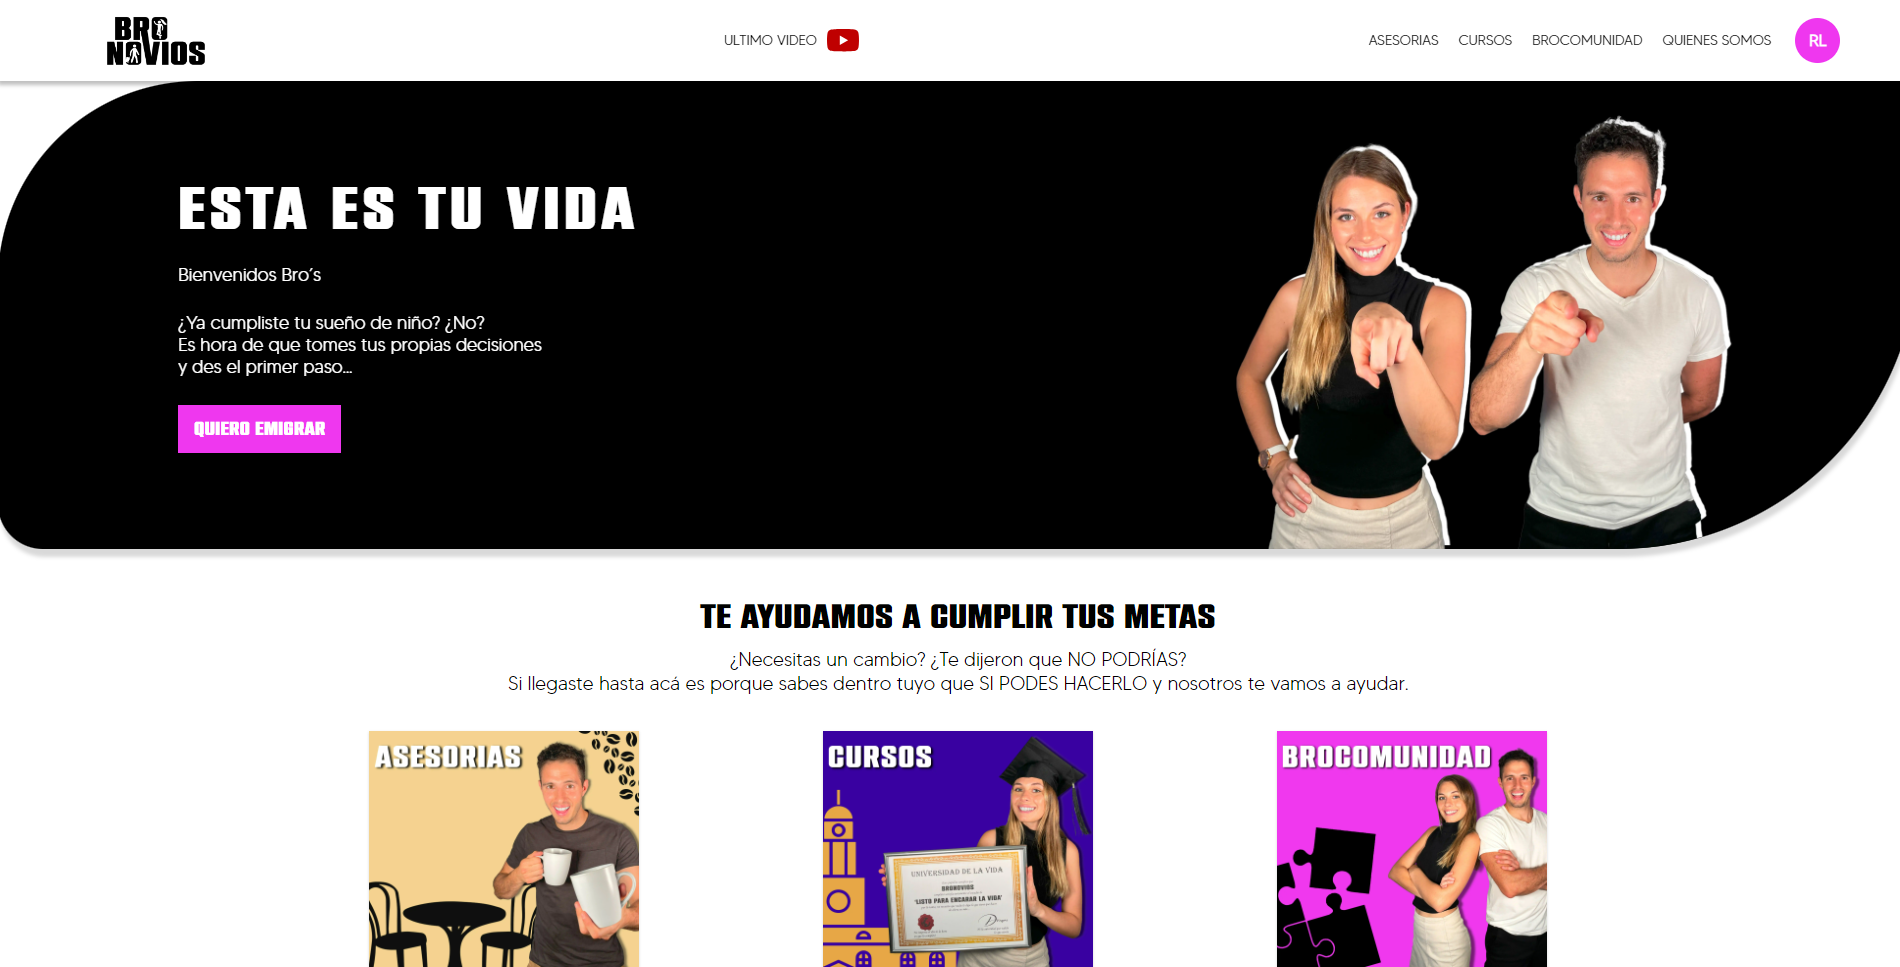 BRO
NOVIOS
ULTIMO VIDEO
ASESORIAS
CURSOS
BROCOMUNIDAD
QUIENES SOMOS
RL
ESTA ES TU VIDA
Bienvenidos Bro´s
¿Ya cumpliste tu sueño de niño? ¿No?
Es hora de que tomes tus propias decisiones
y des el primer paso...
QUIERO EMIGRAR
TE AYUDAMOS A CUMPLIR TUS METAS
¿Necesitas un cambio? ¿Te dijeron que NO PODRÍAS?
Si llegaste hasta acá es porque sabes dentro tuyo que SI PODES HACERLO y nosotros te vamos a ayudar.
ASESORIAS
CURSOS
UNIVERSIDAD DE LA VIDA
BRONOVIOS
"LISTO PARA ENCARAR LA VIDA"
BROCOMUNIDAD